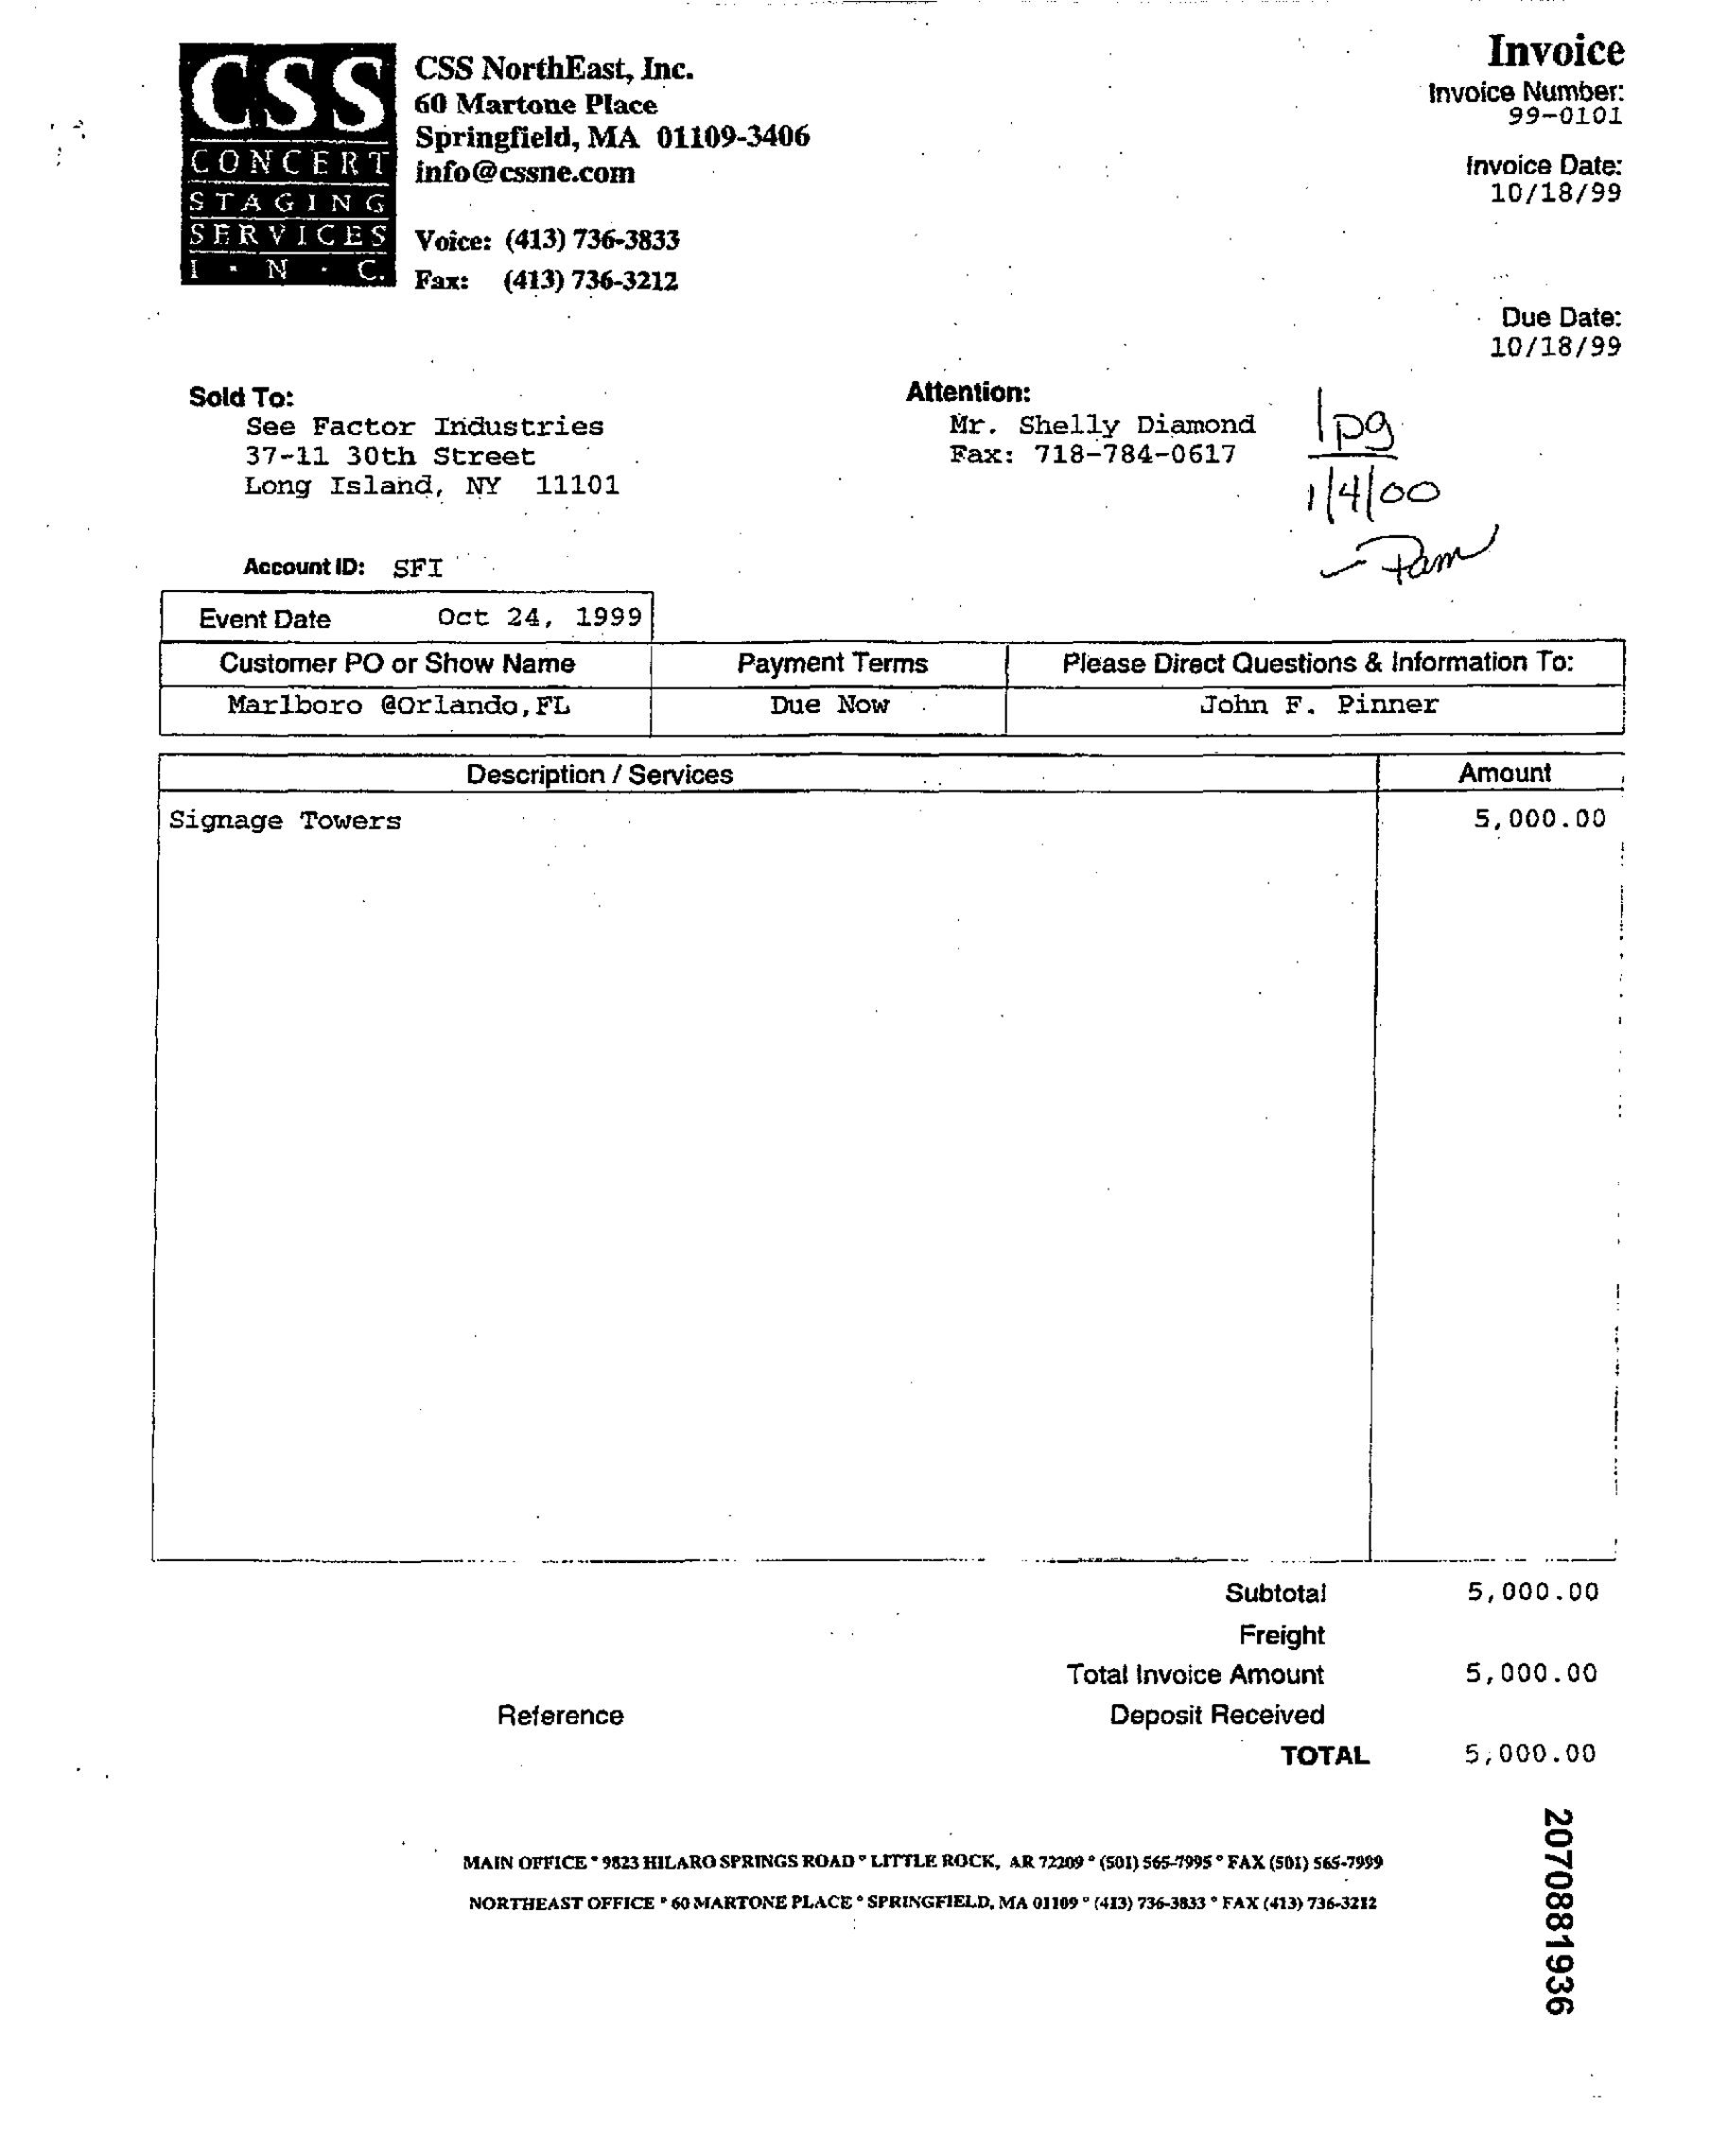 CSS
CONCERT
STAGING
SERVICES
I · N · C.
CSS NorthEast, Inc.
60 Martone Place
Springfield, MA 01109-3406
info@cssne.com
Voice: (413) 736-3833
Fax: (413) 736-3212
Invoice
Invoice Number:
99-0101
Invoice Date:
10/18/99
Due Date:
10/18/99
Sold To:
See Factor Industries
37-11 30th Street
Long Island, NY 11101
Attention:
Mr. Shelly Diamond
Fax: 718-784-0617
1pg
1/4/00
- Pam
Account ID: SFI
Event Date Oct 24, 1999
Customer PO or Show Name Payment Terms Please Direct Questions & Information To:
Marlboro @Orlando,FL Due Now John F. Pinner
Description / Services Amount
Signage Towers 5,000.00
Subtotal 5,000.00
Freight
Total Invoice Amount 5,000.00
Reference Deposit Received
TOTAL 5,000.00
MAIN OFFICE * 9823 HILARO SPRINGS ROAD * LITTLE ROCK, AR 72209 * (501) 565-7995 * FAX (501) 565-7999
NORTHEAST OFFICE * 60 MARTONE PLACE * SPRINGFIELD, MA 01109 * (413) 736-3833 * FAX (413) 736-3212
2070881936